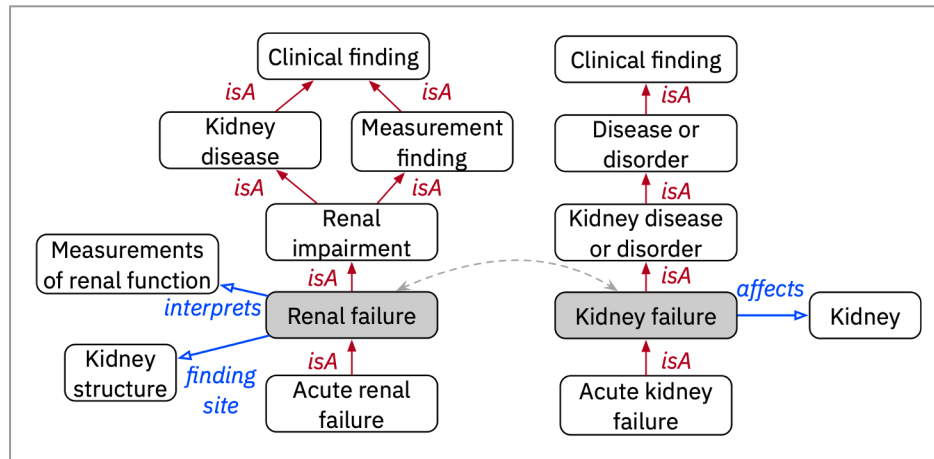 Clinical finding
isA
isA
Kidney
disease
Measurement
finding
isA
isA
Renal
impairment
Measurements
of renal function
isA
interprets
Renal failure
Kidney
structure
finding
site
isA
Acute renal
failure
Clinical finding
isA
Disease or
disorder
isA
Kidney disease
or disorder
isA
affects
Kidney failure
Kidney
isA
Acute kidney
failure